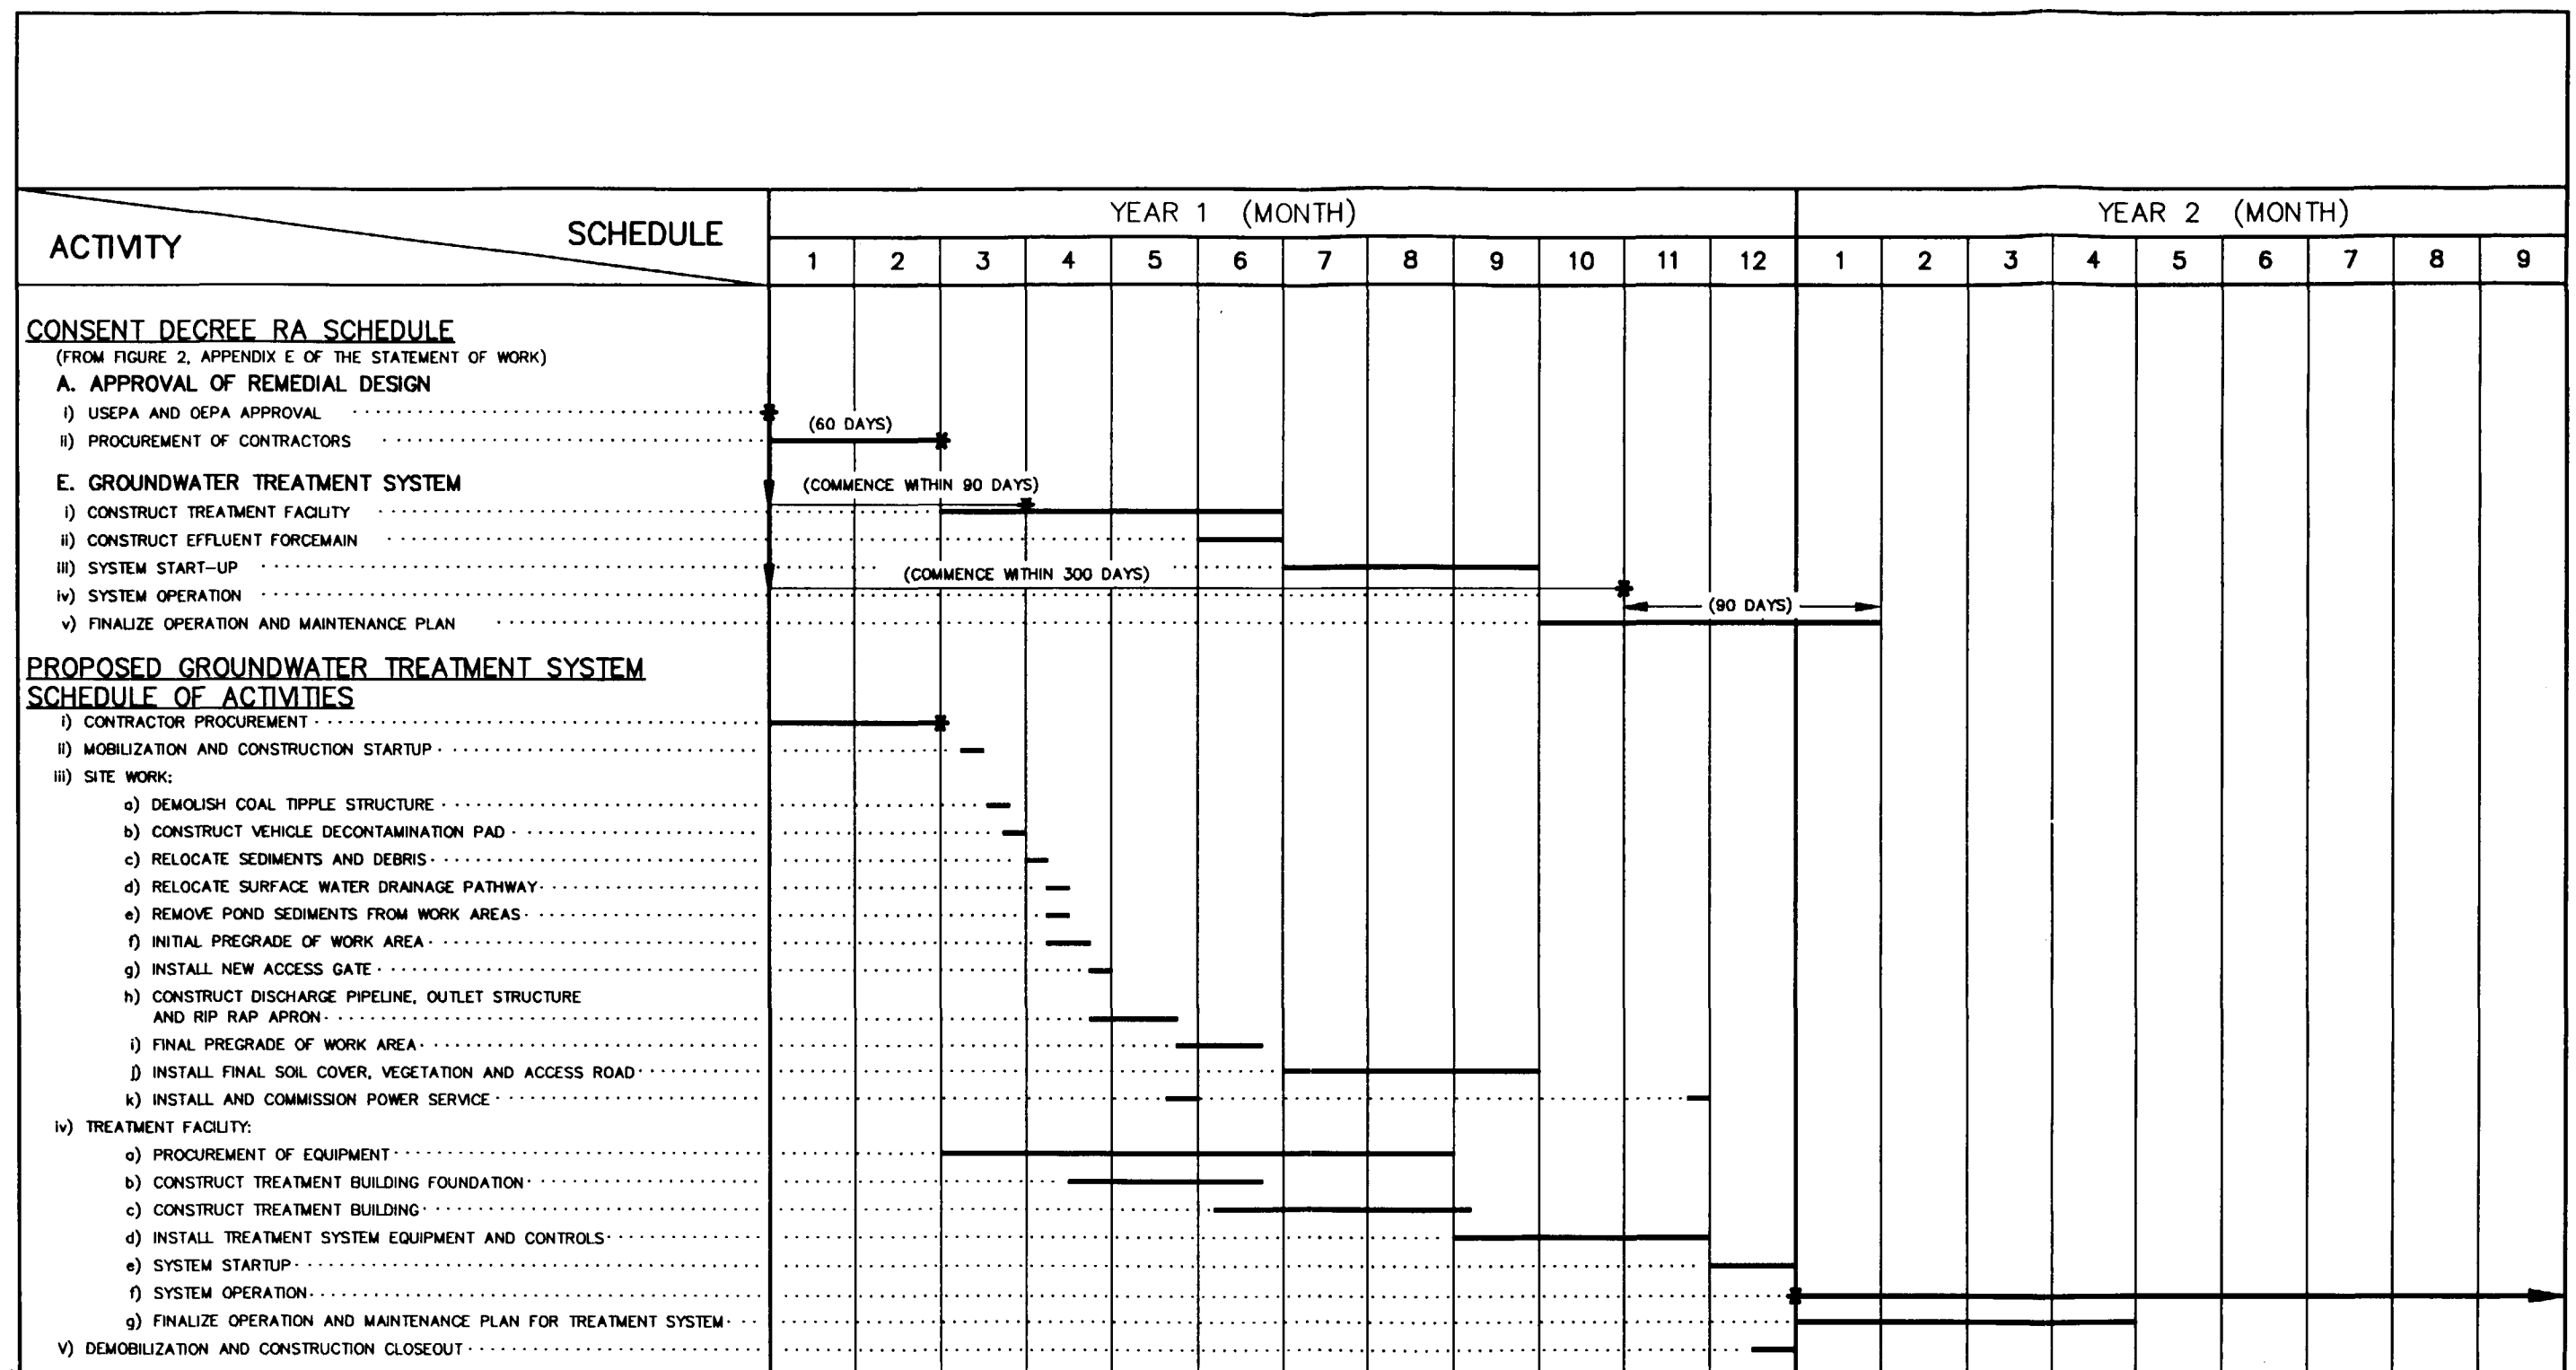 YEAR 1 (MONTH) YEAR 2 (MONTH)
ACTIVITY SCHEDULE
1 2 3 4 5 6 7 8 9 10 11 12 1 2 3 4 5 6 7 8 9
CONSENT DECREE RA SCHEDULE
(FROM FIGURE 2, APPENDIX E OF THE STATEMENT OF WORK)
A. APPROVAL OF REMEDIAL DESIGN
i) USEPA AND OEPA APPROVAL
(60 DAYS)
ii) PROCUREMENT OF CONTRACTORS
E. GROUNDWATER TREATMENT SYSTEM
(COMMENCE WITHIN 90 DAYS)
i) CONSTRUCT TREATMENT FACILITY
ii) CONSTRUCT EFFLUENT FORCEMAIN
iii) SYSTEM START-UP
(COMMENCE WITHIN 300 DAYS)
iv) SYSTEM OPERATION
(90 DAYS)
v) FINALIZE OPERATION AND MAINTENANCE PLAN
PROPOSED GROUNDWATER TREATMENT SYSTEM
SCHEDULE OF ACTIVITIES
i) CONTRACTOR PROCUREMENT
ii) MOBILIZATION AND CONSTRUCTION STARTUP
iii) SITE WORK:
a) DEMOLISH COAL TIPPLE STRUCTURE
b) CONSTRUCT VEHICLE DECONTAMINATION PAD
c) RELOCATE SEDIMENTS AND DEBRIS
d) RELOCATE SURFACE WATER DRAINAGE PATHWAY
e) REMOVE POND SEDIMENTS FROM WORK AREAS
f) INITIAL PREGRADE OF WORK AREA
g) INSTALL NEW ACCESS GATE
h) CONSTRUCT DISCHARGE PIPELINE, OUTLET STRUCTURE
AND RIP RAP APRON
i) FINAL PREGRADE OF WORK AREA
j) INSTALL FINAL SOIL COVER, VEGETATION AND ACCESS ROAD
k) INSTALL AND COMMISSION POWER SERVICE
iv) TREATMENT FACILITY:
a) PROCUREMENT OF EQUIPMENT
b) CONSTRUCT TREATMENT BUILDING FOUNDATION
c) CONSTRUCT TREATMENT BUILDING
d) INSTALL TREATMENT SYSTEM EQUIPMENT AND CONTROLS
e) SYSTEM STARTUP
f) SYSTEM OPERATION
g) FINALIZE OPERATION AND MAINTENANCE PLAN FOR TREATMENT SYSTEM
V) DEMOBILIZATION AND CONSTRUCTION CLOSEOUT